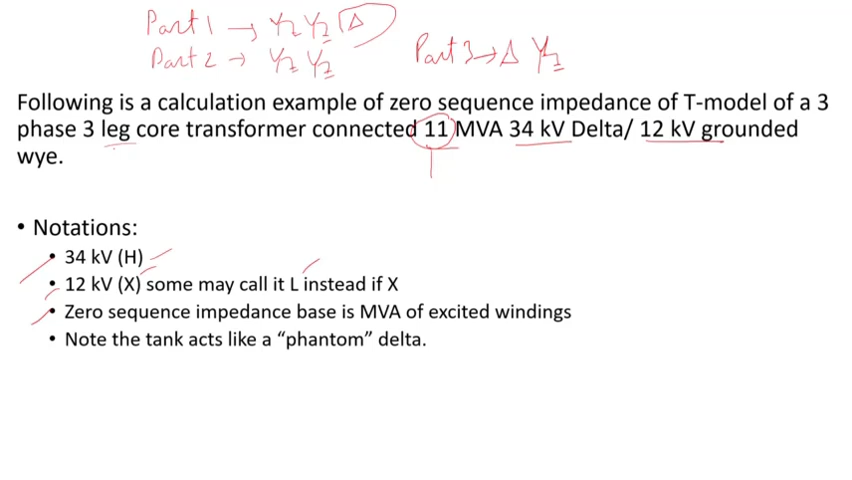 Part 1 → Y Y Δ
Part 2 → Y Y
Part 3 → Δ Y
Following is a calculation example of zero sequence impedance of T-model of a 3
phase 3 leg core transformer connected 11 MVA 34 kV Delta/ 12 kV grounded
wye.
• Notations:
• 34 kV (H)
• 12 kV (X) some may call it L instead if X
• Zero sequence impedance base is MVA of excited windings
• Note the tank acts like a “phantom” delta.